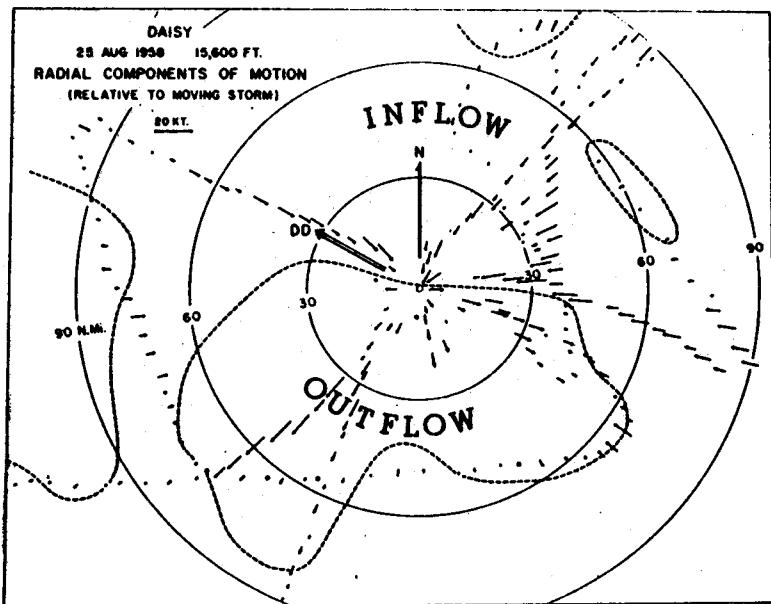 DAISY
25 AUG 1958 15,600 FT.
RADIAL COMPONENTS OF MOTION
(RELATIVE TO MOVING STORM)
20 KT.
INFLOW
N
DD
30
30
60
60
90
90 N.Mi.
OUTFLOW